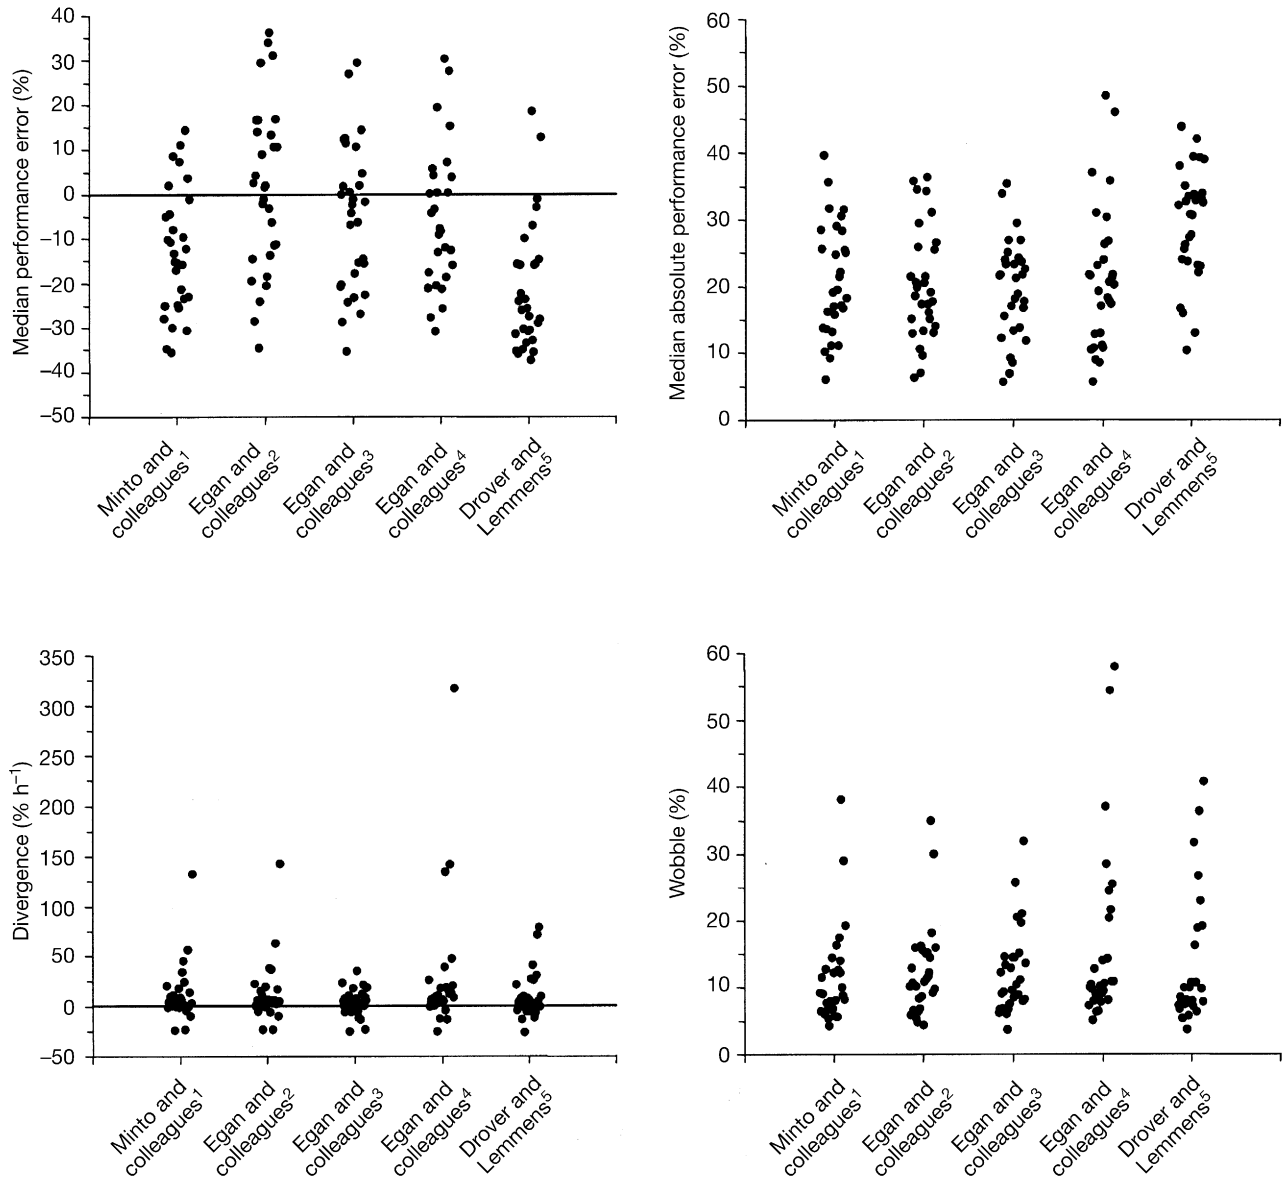 Median performance error (%)
40
30
20
10
0
–10
–20
–30
–40
–50
Minto and
colleagues1
Egan and
colleagues2
Egan and
colleagues3
Egan and
colleagues4
Drover and
Lemmens5
Median absolute performance error (%)
60
50
40
30
20
10
0
Minto and
colleagues1
Egan and
colleagues2
Egan and
colleagues3
Egan and
colleagues4
Drover and
Lemmens5
Divergence (% h–1)
350
300
250
200
150
100
50
0
–50
Minto and
colleagues1
Egan and
colleagues2
Egan and
colleagues3
Egan and
colleagues4
Drover and
Lemmens5
Wobble (%)
60
50
40
30
20
10
0
Minto and
colleagues1
Egan and
colleagues2
Egan and
colleagues3
Egan and
colleagues4
Drover and
Lemmens5